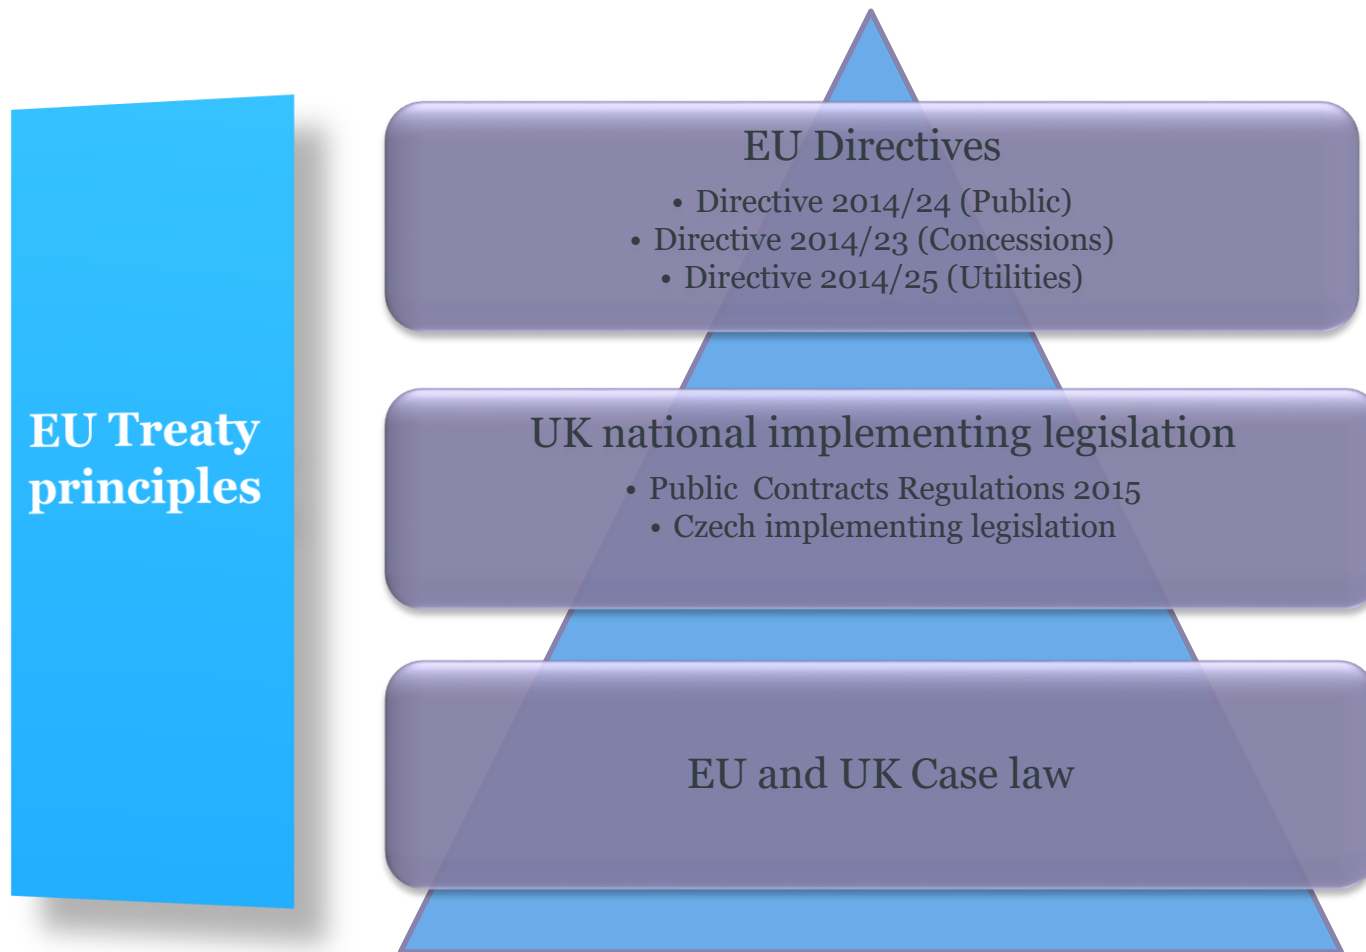 EU Treaty
principles
EU Directives
• Directive 2014/24 (Public)
• Directive 2014/23 (Concessions)
• Directive 2014/25 (Utilities)
UK national implementing legislation
• Public Contracts Regulations 2015
• Czech implementing legislation
EU and UK Case law